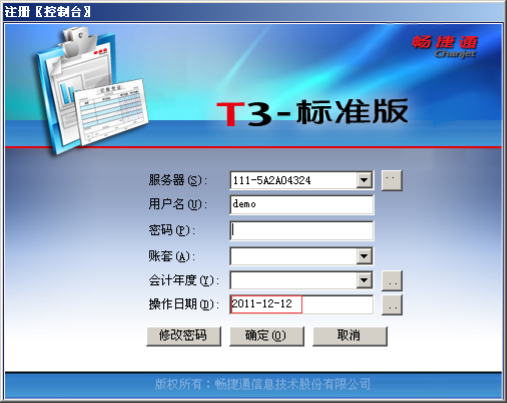 注册〖控制台〗
畅捷通
Chanjet
T3-标准版
服务器(S): 111-5A2A04324
用户名(U): demo
密码(P):
账套(A):
会计年度(Y):
操作日期(D): 2011-12-12
修改密码 确定(O) 取消
版权所有：畅捷通信息技术股份有限公司